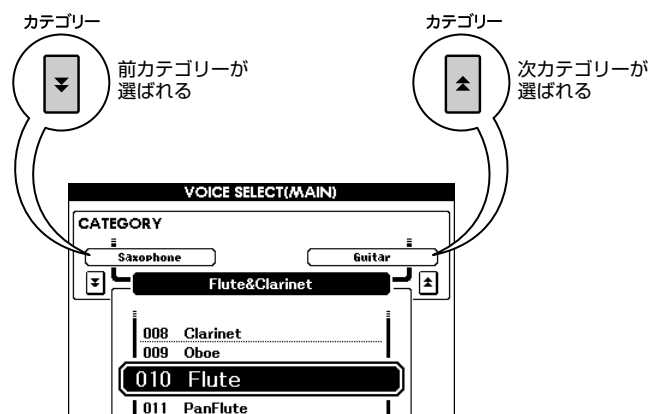 カテゴリー
前カテゴリーが
選ばれる
カテゴリー
次カテゴリーが
選ばれる
VOICE SELECT(MAIN)
CATEGORY
Saxophone
Guitar
Flute&Clarinet
008 Clarinet
009 Oboe
010 Flute
011 PanFlute